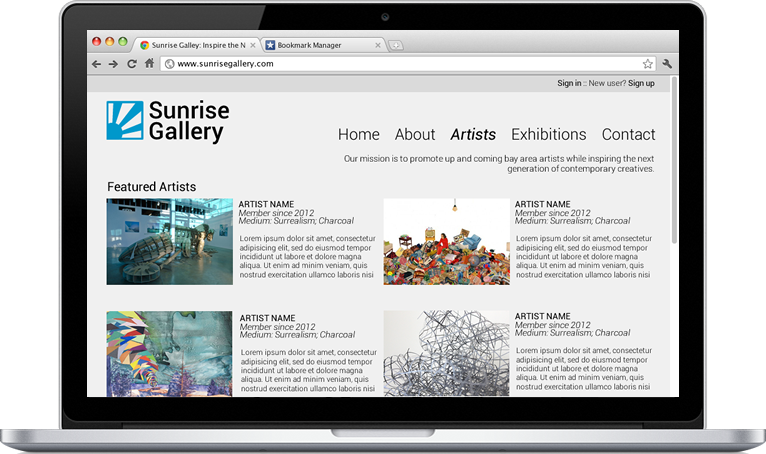 Sunrise Galley: Inspire the N
Bookmark Manager
www.sunrisegallery.com
Sign in :: New user? Sign up
Sunrise
Gallery
Home About Artists Exhibitions Contact
Our mission is to promote up and coming bay area artists while inspiring the next
generation of contemporary creatives.
Featured Artists
ARTIST NAME
Member since 2012
Medium: Surrealism; Charcoal
Lorem ipsum dolor sit amet, consectetur
adipisicing elit, sed do eiusmod tempor
incididunt ut labore et dolore magna
aliqua. Ut enim ad minim veniam, quis
nostrud exercitation ullamco laboris nisi
ARTIST NAME
Member since 2012
Medium: Surrealism; Charcoal
Lorem ipsum dolor sit amet, consectetur
adipisicing elit, sed do eiusmod tempor
incididunt ut labore et dolore magna
aliqua. Ut enim ad minim veniam, quis
nostrud exercitation ullamco laboris nisi
ARTIST NAME
Member since 2012
Medium: Surrealism; Charcoal
Lorem ipsum dolor sit amet, consectetur
adipisicing elit, sed do eiusmod tempor
incididunt ut labore et dolore magna
aliqua. Ut enim ad minim veniam, quis
nostrud exercitation ullamco laboris nisi
ARTIST NAME
Member since 2012
Medium: Surrealism; Charcoal
Lorem ipsum dolor sit amet, consectetur
adipisicing elit, sed do eiusmod tempor
incididunt ut labore et dolore magna
aliqua. Ut enim ad minim veniam, quis
nostrud exercitation ullamco laboris nisi